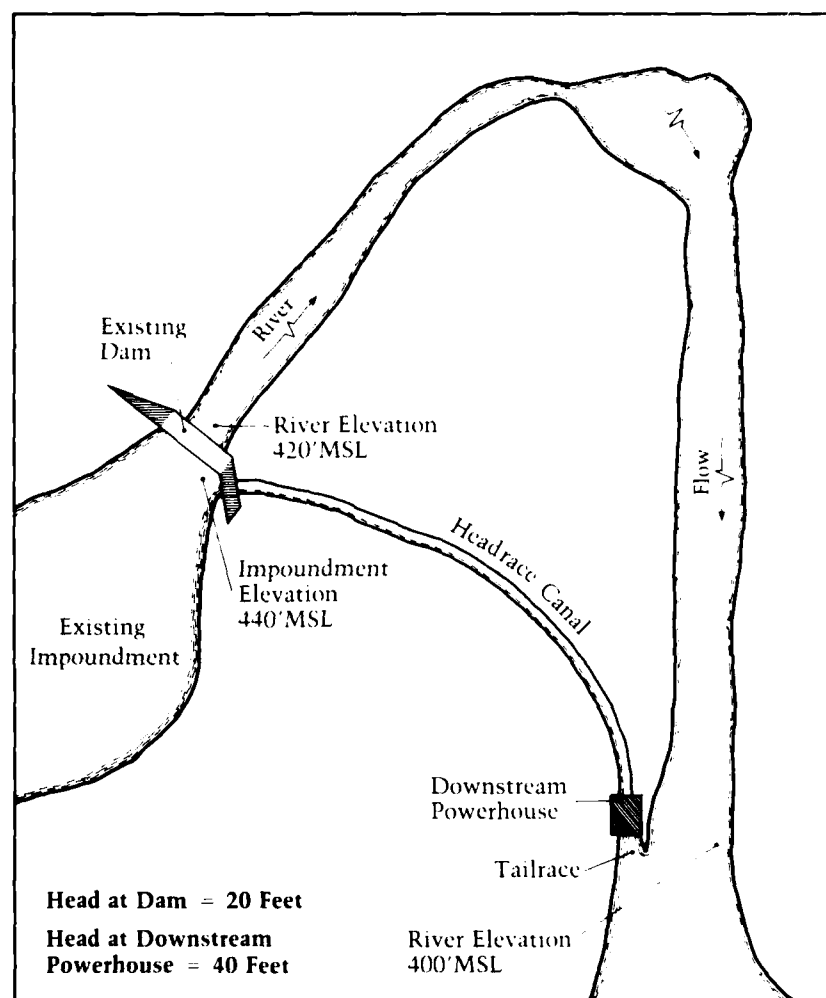 Existing
Dam
River
River Elevation
420'MSL
Flow
Headrace Canal
Impoundment
Elevation
440'MSL
Existing
Impoundment
Downstream
Powerhouse
Tailrace
Head at Dam = 20 Feet
Head at Downstream
Powerhouse = 40 Feet
River Elevation
400'MSL